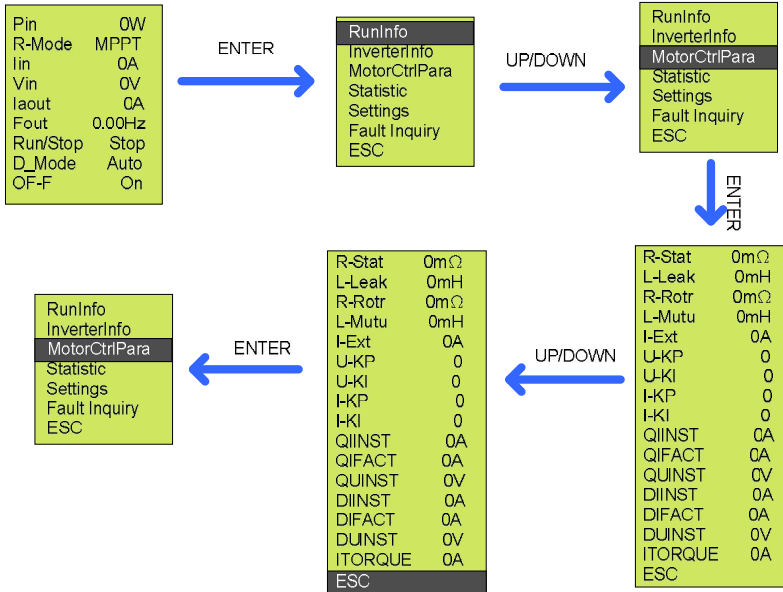 Pin 0W
R-Mode MPPT
Iin 0A
Vin 0V
Iaout 0A
Fout 0.00Hz
Run/Stop Stop
D_Mode Auto
OF-F On
ENTER
RunInfo
InverterInfo
MotorCtrlPara
Statistic
Settings
Fault Inquiry
ESC
UP/DOWN
RunInfo
InverterInfo
MotorCtrlPara
Statistic
Settings
Fault Inquiry
ESC
ENTER
R-Stat 0mΩ
L-Leak 0mH
R-Rotr 0mΩ
L-Mutu 0mH
I-Ext 0A
U-KP 0
U-KI 0
I-KP 0
I-KI 0
QIINST 0A
QIFACT 0A
QUINST 0V
DIINST 0A
DIFACT 0A
DUINST 0V
ITORQUE 0A
ESC
UP/DOWN
R-Stat 0mΩ
L-Leak 0mH
R-Rotr 0mΩ
L-Mutu 0mH
I-Ext 0A
U-KP 0
U-KI 0
I-KP 0
I-KI 0
QIINST 0A
QIFACT 0A
QUINST 0V
DIINST 0A
DIFACT 0A
DUINST 0V
ITORQUE 0A
ESC
ENTER
RunInfo
InverterInfo
MotorCtrlPara
Statistic
Settings
Fault Inquiry
ESC